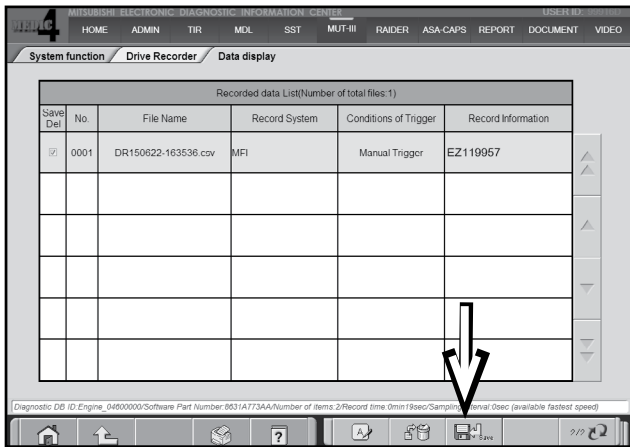 MITSUBISHI ELECTRONIC DIAGNOSTIC INFORMATION CENTER USER ID:
MEDIC 4
HOME ADMIN TIR MDL SST MUT-III RAIDER ASA-CAPS REPORT DOCUMENT VIDEO
System function Drive Recorder Data display
Recorded data List(Number of total files:1)
Save Del No. File Name Record System Conditions of Trigger Record Information
0001 DR150622-163536.csv MFI Manual Trigger EZ119957
Diagnostic DB ID:Engine_04600000/Software Part Number:8631A773AA/Number of items:2/Record time:0min19sec/Sampling interval:0sec (available fastest speed)
? A Save 2/2